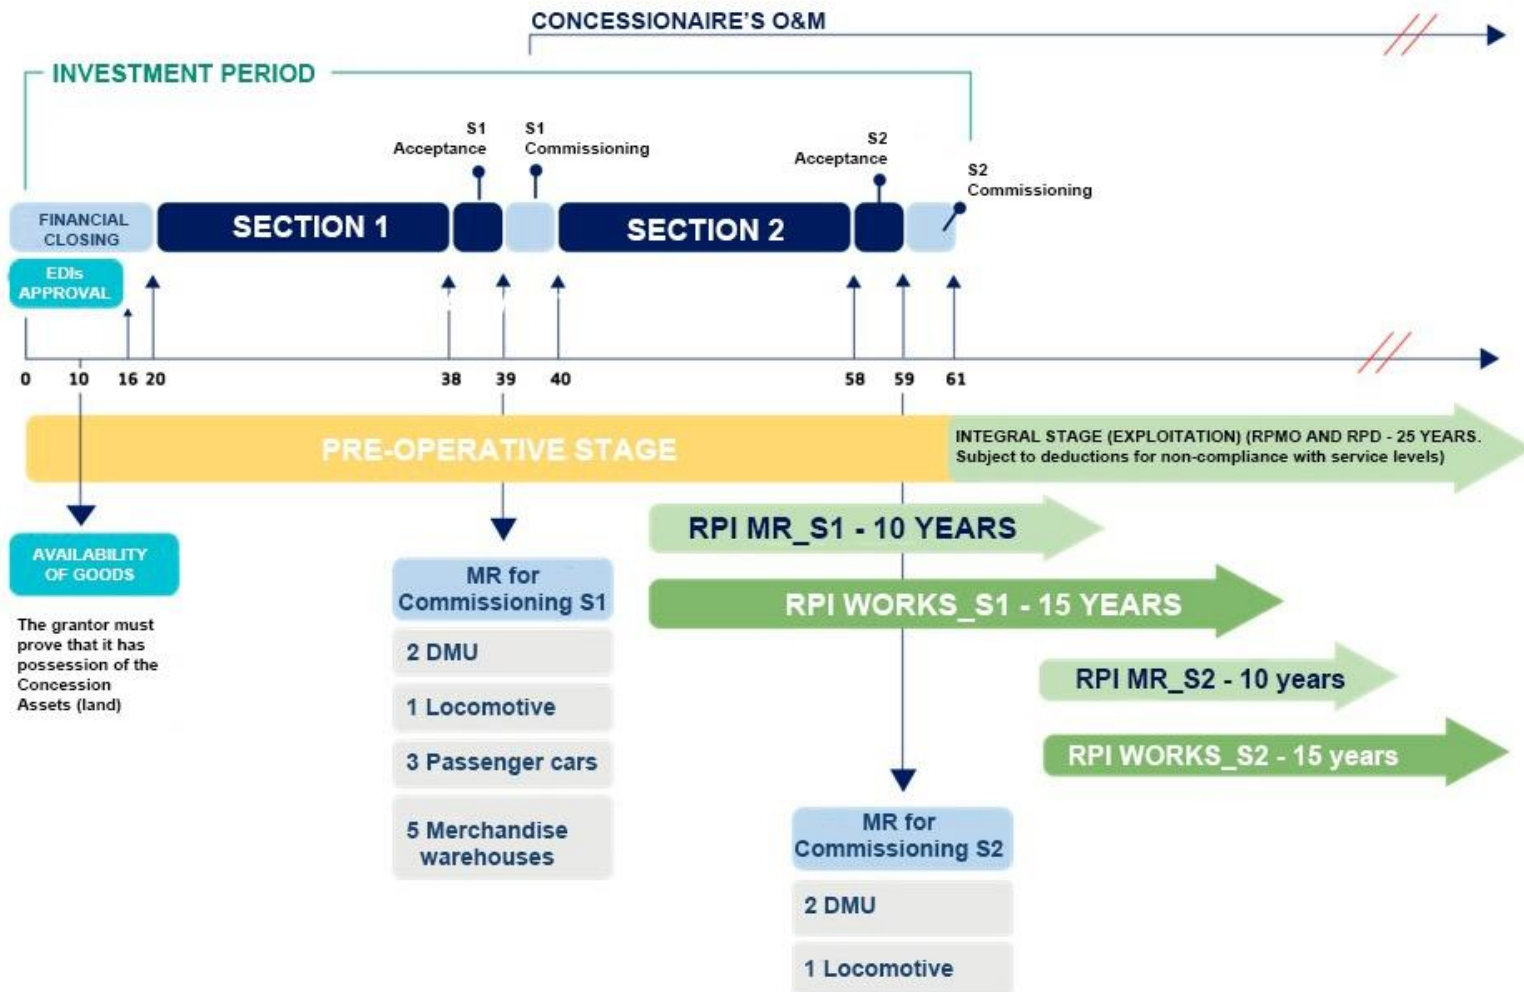 CONCESSIONAIRE'S O&M
INVESTMENT PERIOD
S1
Acceptance
S1
Commissioning
S2
Acceptance
S2
Commissioning
FINANCIAL
CLOSING
SECTION 1
SECTION 2
EDIs
APPROVAL
0 10 16 20 38 39 40 58 59 61
PRE-OPERATIVE STAGE
INTEGRAL STAGE (EXPLOITATION) (RPMO AND RPD - 25 YEARS.
Subject to deductions for non-compliance with service levels)
RPI MR_S1 - 10 YEARS
RPI WORKS_S1 - 15 YEARS
RPI MR_S2 - 10 years
RPI WORKS_S2 - 15 years
AVAILABILITY
OF GOODS
The grantor must
prove that it has
possession of the
Concession
Assets (land)
MR for
Commissioning S1
2 DMU
1 Locomotive
3 Passenger cars
5 Merchandise
warehouses
MR for
Commissioning S2
2 DMU
1 Locomotive